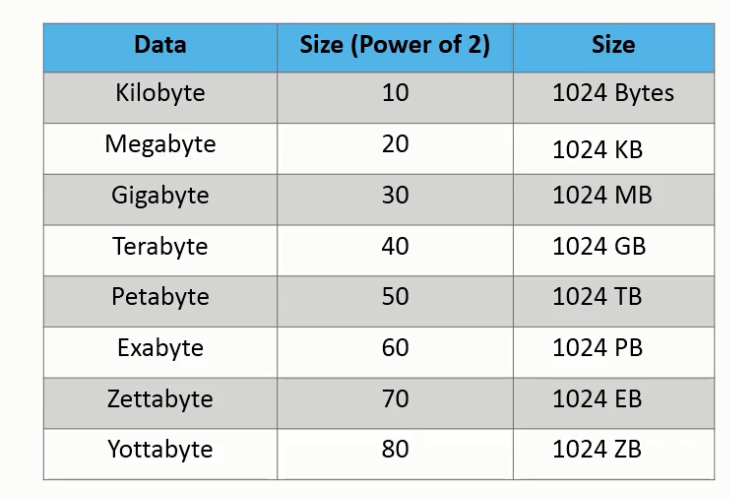 Data Size (Power of 2) Size
Kilobyte 10 1024 Bytes
Megabyte 20 1024 KB
Gigabyte 30 1024 MB
Terabyte 40 1024 GB
Petabyte 50 1024 TB
Exabyte 60 1024 PB
Zettabyte 70 1024 EB
Yottabyte 80 1024 ZB